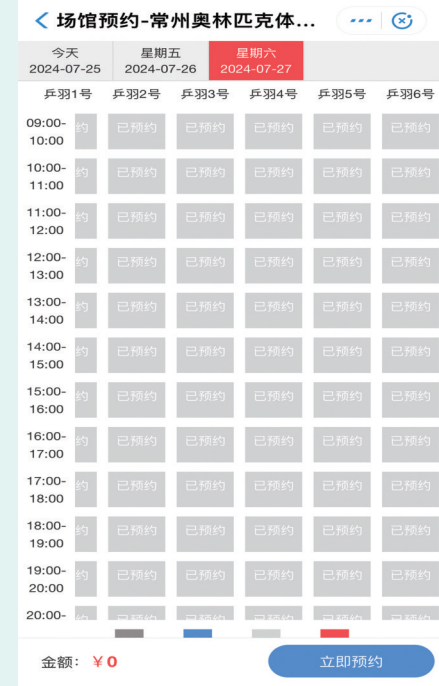 场馆预约-常州奥林匹克体...
今天 星期五 星期六
2024-07-25 2024-07-26 2024-07-27
乒羽1号 乒羽2号 乒羽3号 乒羽4号 乒羽5号 乒羽6号
09:00-10:00 约 已预约 已预约 已预约 已预约 已预约
10:00-11:00 约 已预约 已预约 已预约 已预约 已预约
11:00-12:00 约 已预约 已预约 已预约 已预约 已预约
12:00-13:00 约 已预约 已预约 已预约 已预约 已预约
13:00-14:00 约 已预约 已预约 已预约 已预约 已预约
14:00-15:00 约 已预约 已预约 已预约 已预约 已预约
15:00-16:00 约 已预约 已预约 已预约 已预约 已预约
16:00-17:00 约 已预约 已预约 已预约 已预约 已预约
17:00-18:00 约 已预约 已预约 已预约 已预约 已预约
18:00-19:00 约 已预约 已预约 已预约 已预约 已预约
19:00-20:00 约 已预约 已预约 已预约 已预约 已预约
20:00-
金额：￥0 立即预约